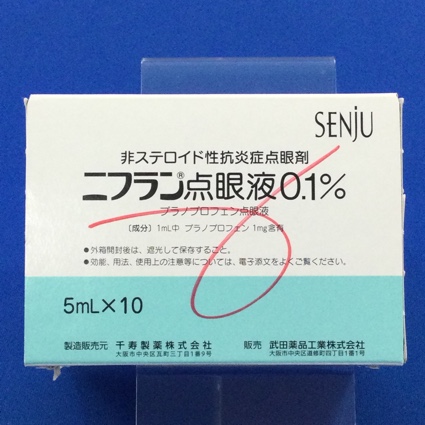 SENJU
非ステロイド性抗炎症点眼剤
ニフラン®点眼液0.1%
プラノプロフェン点眼液
(成分) 1mL中 プラノプロフェン 1mg含有
●外箱開封後は、遮光して保存すること。
●効能、用法、使用上の注意等については、電子添文をよくご覧ください。
5mL×10
製造販売元 千寿製薬株式会社
大阪市中央区瓦町三丁目1番9号
販売 武田薬品工業株式会社
大阪市中央区道修町四丁目1番1号